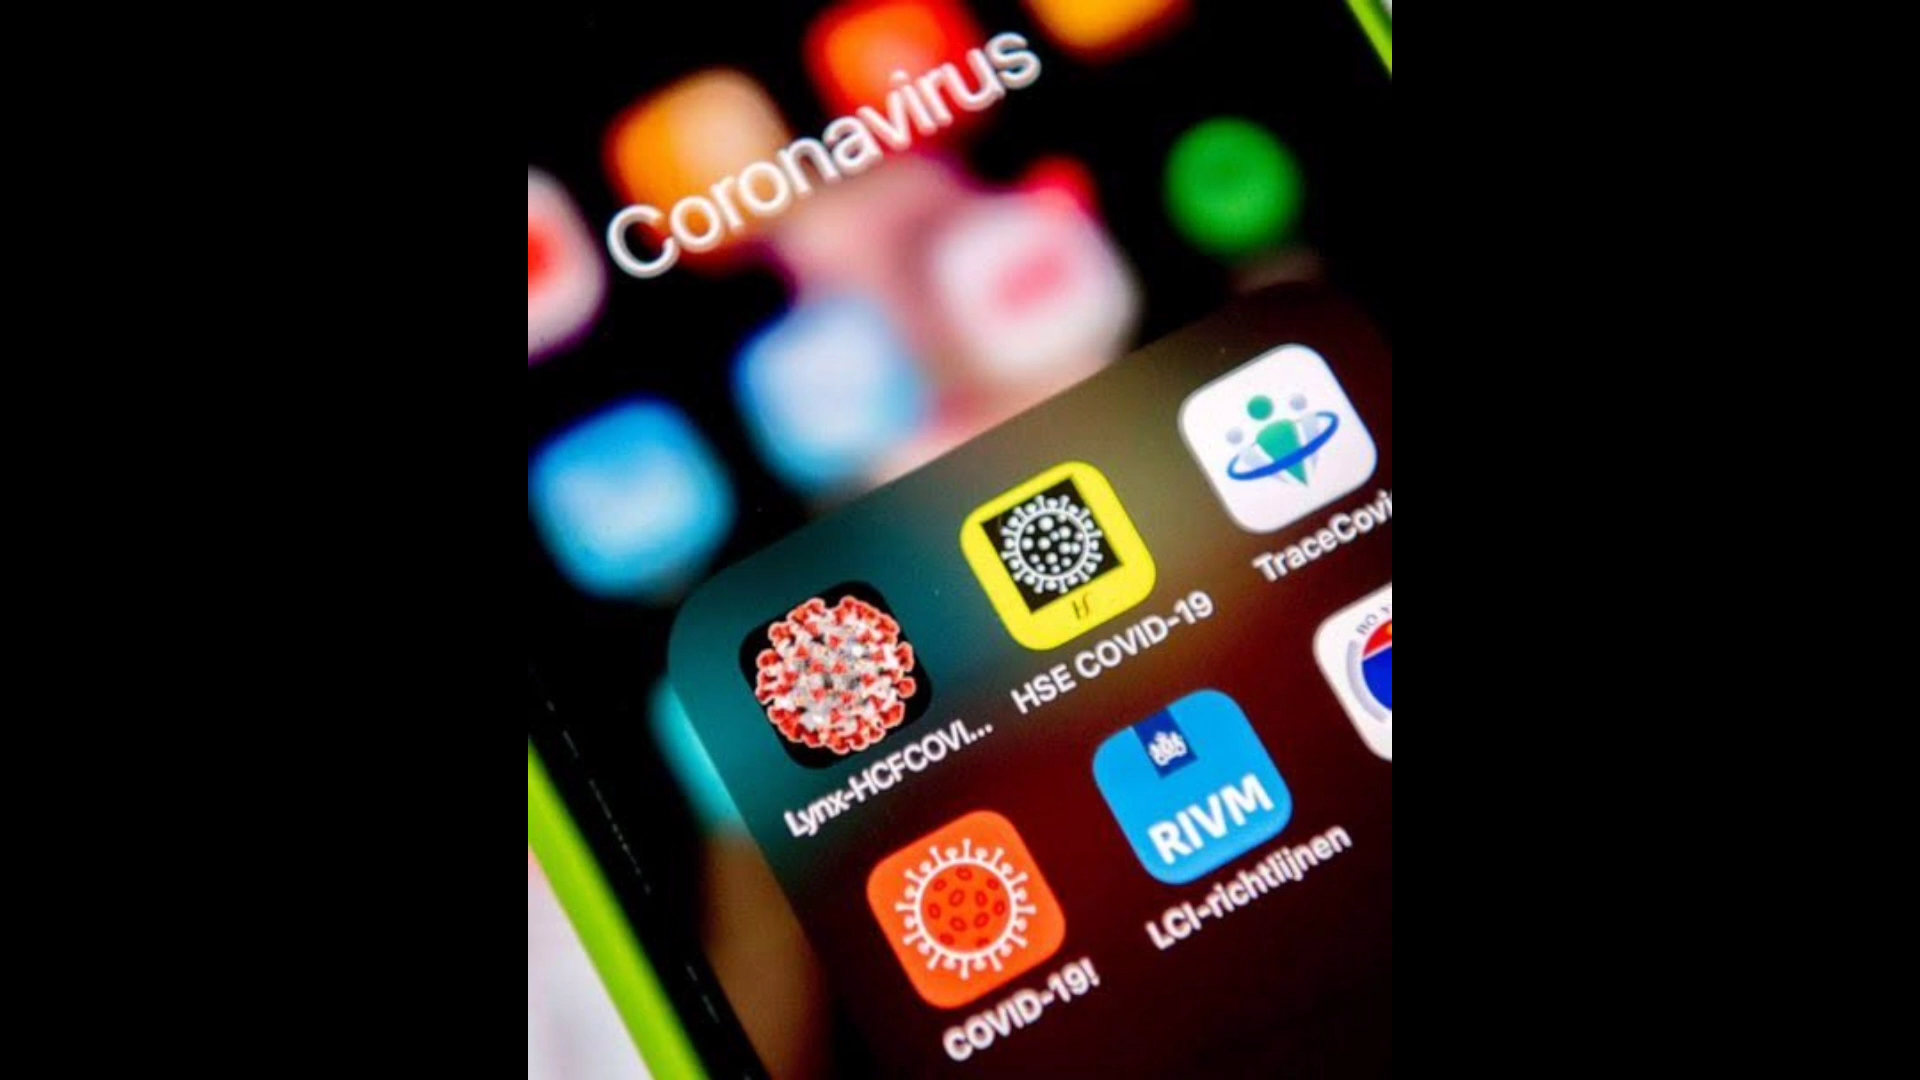 Coronavirus
TraceCovi
HSE COVID-19
Lynx-HCFCOVI...
RIVM
LCI-richtlijnen
COVID-19!